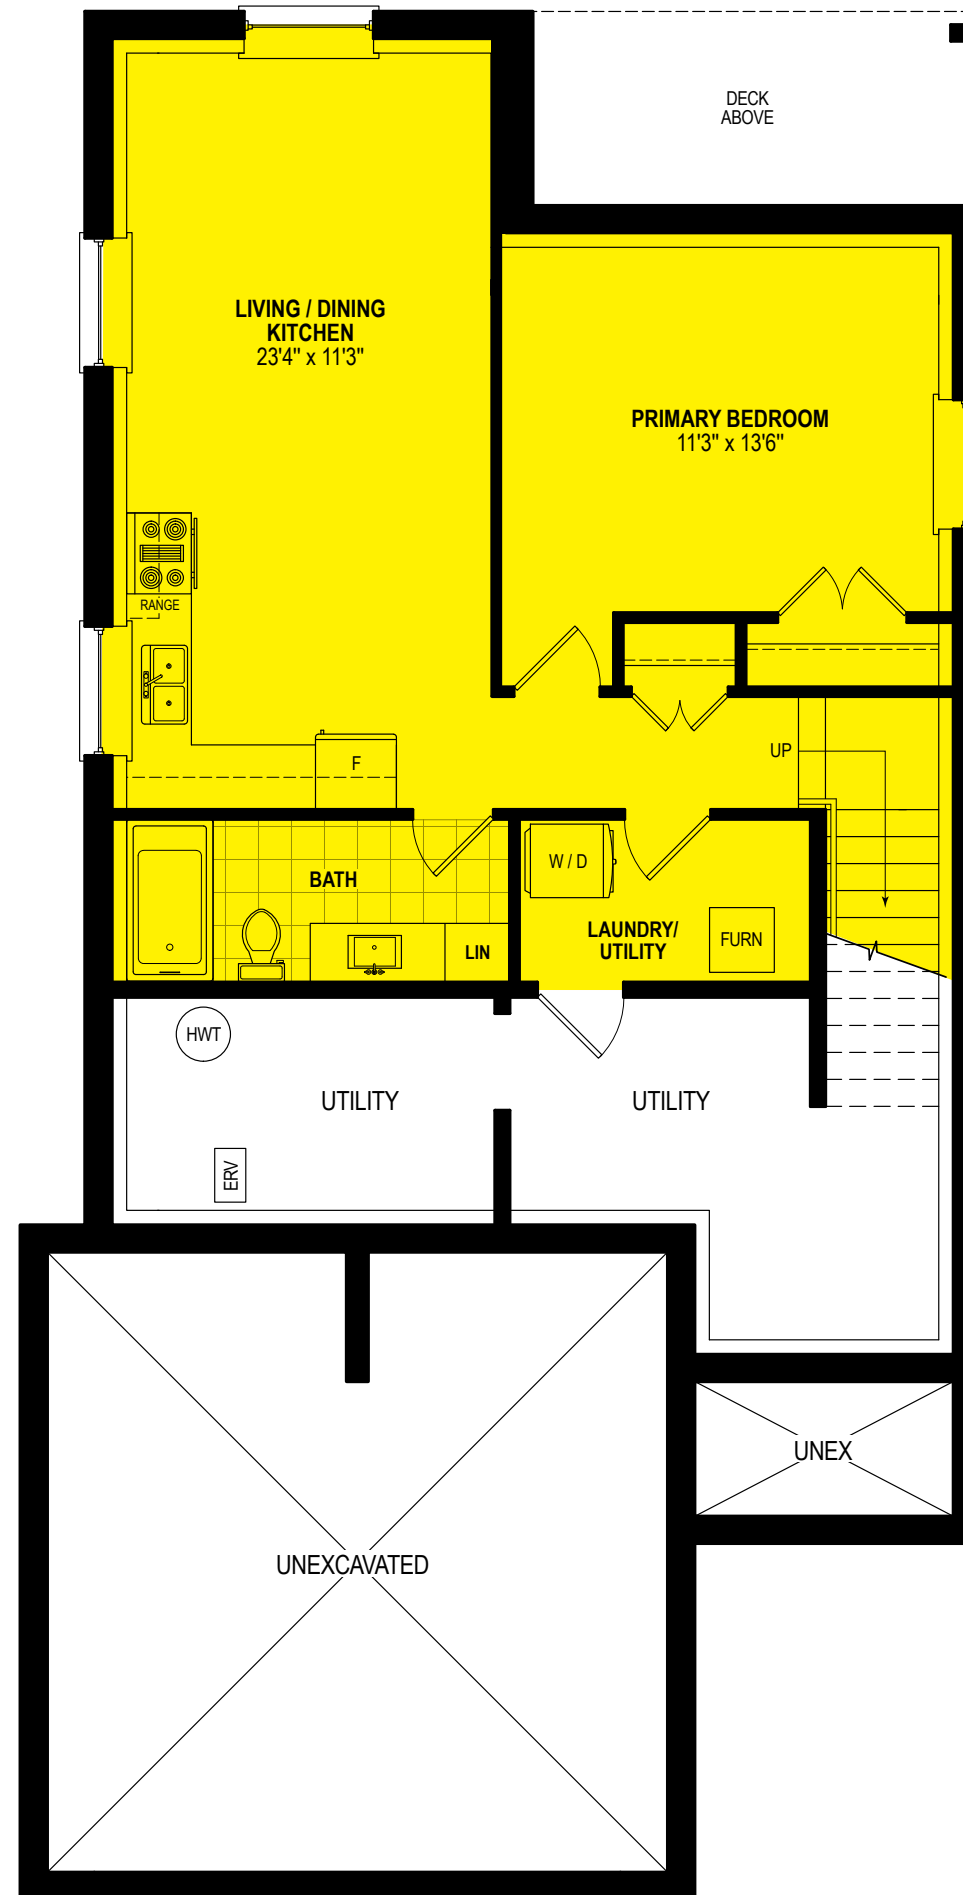 DECK
ABOVE
LIVING / DINING
KITCHEN
23'4" x 11'3"
PRIMARY BEDROOM
11'3" x 13'6"
RANGE
F
UP
BATH
LIN
W / D
LAUNDRY/
UTILITY
FURN
HWT
UTILITY
UTILITY
ERV
UNEX
UNEXCAVATED